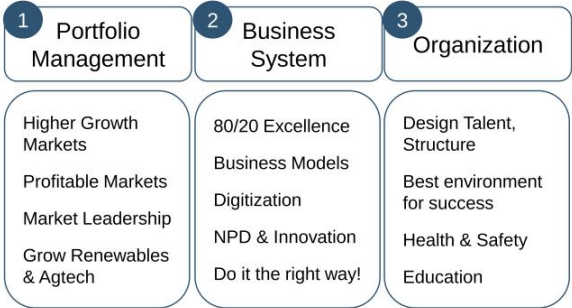 1
Portfolio
Management
2
Business
System
3
Organization
Higher Growth
Markets
Profitable Markets
Market Leadership
Grow Renewables
& Agtech
80/20 Excellence
Business Models
Digitization
NPD & Innovation
Do it the right way!
Design Talent,
Structure
Best environment
for success
Health & Safety
Education